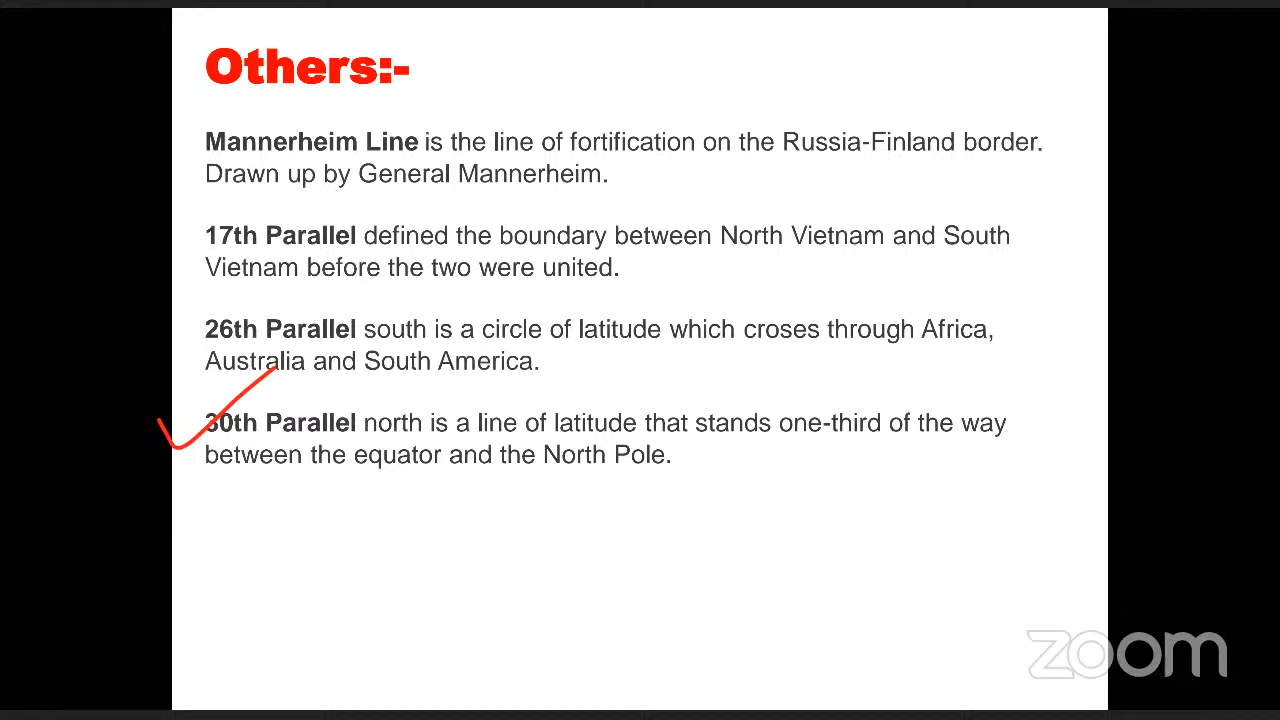 Others:-
Mannerheim Line is the line of fortification on the Russia-Finland border.
Drawn up by General Mannerheim.
17th Parallel defined the boundary between North Vietnam and South
Vietnam before the two were united.
26th Parallel south is a circle of latitude which croses through Africa,
Australia and South America.
30th Parallel north is a line of latitude that stands one-third of the way
between the equator and the North Pole.
zoom